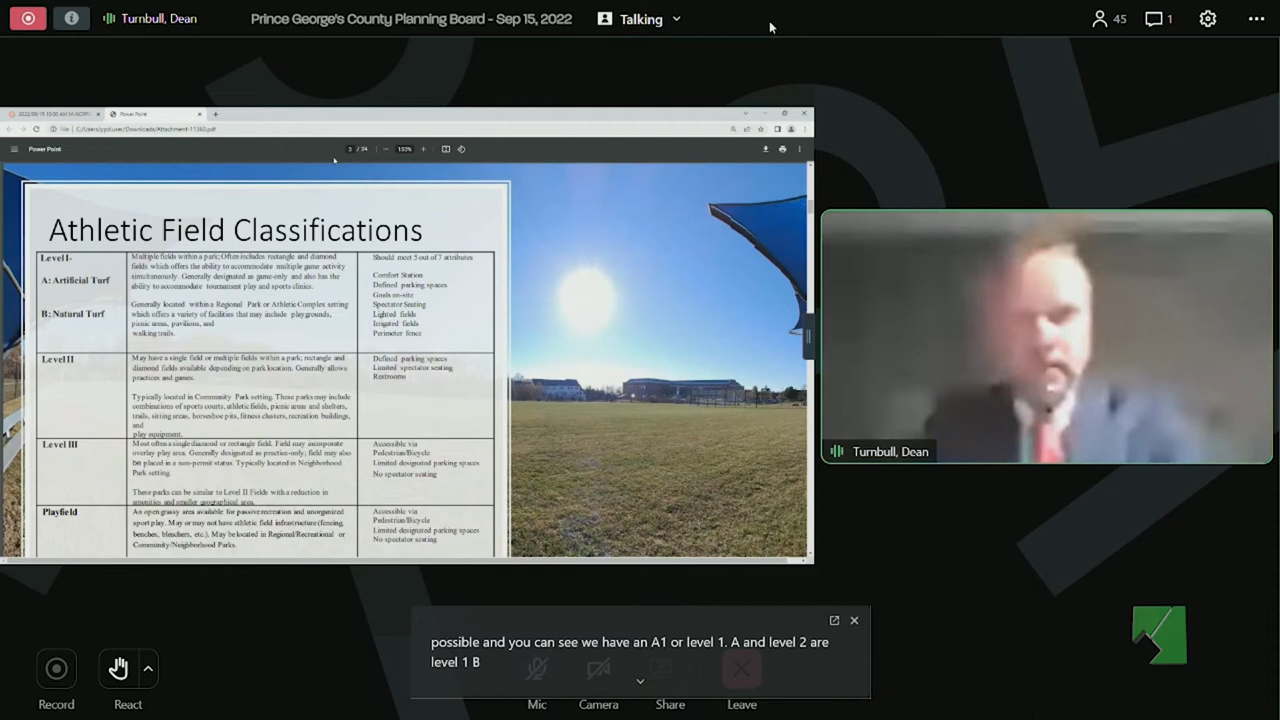 Turnbull, Dean
Prince George's County Planning Board - Sep 15, 2022
Talking
45
1
Power Point
Power Point
3 / 24
150%
Athletic Field Classifications
Level I-
A: Artificial Turf
B: Natural Turf
Multiple fields within a park; Often includes rectangle and diamond
fields which offers the ability to accommodate multiple game activity
simultaneously. Generally designated as game-only and also has the
ability to accommodate tournament play and sports clinics.
Generally located within a Regional Park or Athletic Complex setting
which offers a variety of facilities that may include playgrounds,
picnic areas, pavilions, and
walking trails.
Should meet 5 out of 7 attributes
Comfort Station
Defined parking spaces
Goals on-site
Spectator Seating
Lighted fields
Irrigated fields
Perimeter fence
Level II
May have a single field or multiple fields within a park; rectangle and
diamond fields available depending on park location. Generally allows
practices and games.
Typically located in Community Park setting. These parks may include
combinations of sports courts, athletic fields, picnic areas and shelters,
trails, sitting areas, horseshoe pits, fitness clusters, recreation buildings,
and
play equipment.
Defined parking spaces
Limited spectator seating
Restrooms
Level III
Most often a single diamond or rectangle field. Field may incorporate
overlay play area. Generally designated as practice-only; field may also
be placed in a non-permit status. Typically located in Neighborhood
Park setting.
These parks can be similar to Level II Fields with a reduction in
amenities and smaller geographical area.
Accessible via
Pedestrian/Bicycle
Limited designated parking spaces
No spectator seating
Playfield
An open grassy area available for passive recreation and unorganized
sport play. May or may not have athletic field infrastructure (fencing,
benches, bleachers, etc.). May be located in Regional/Recreational or
Community/Neighborhood Parks.
Accessible via
Pedestrian/Bicycle
Limited designated parking spaces
No spectator seating
Turnbull, Dean
possible and you can see we have an A1 or level 1. A and level 2 are
level 1 B
Record
React
Mic
Camera
Share
Leave